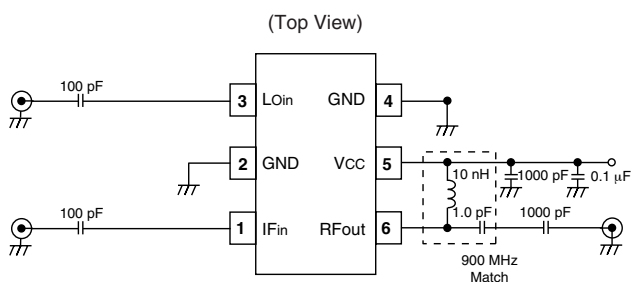 (Top View)
100 pF
3 LOin GND 4
2 GND VCC 5
10 nH 1000 pF 0.1 µF
100 pF
1.0 pF 1000 pF
1 IFin RFout 6
900 MHz
Match